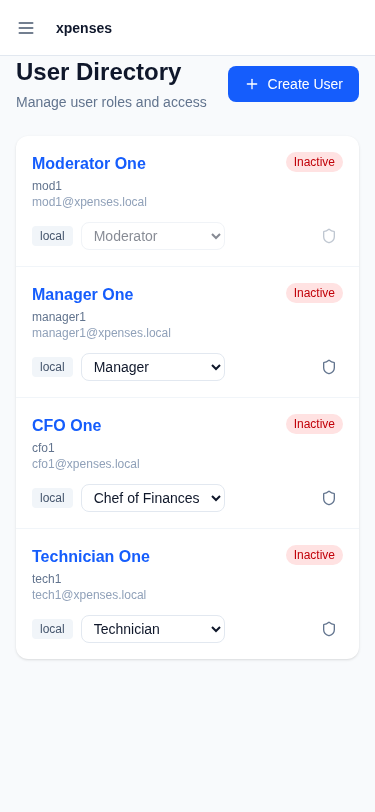 xpenses
User Directory
Manage user roles and access
Create User
Moderator One
Inactive
mod1
mod1@xpenses.local
local
Moderator
Manager One
Inactive
manager1
manager1@xpenses.local
local
Manager
CFO One
Inactive
cfo1
cfo1@xpenses.local
local
Chef of Finances
Technician One
Inactive
tech1
tech1@xpenses.local
local
Technician